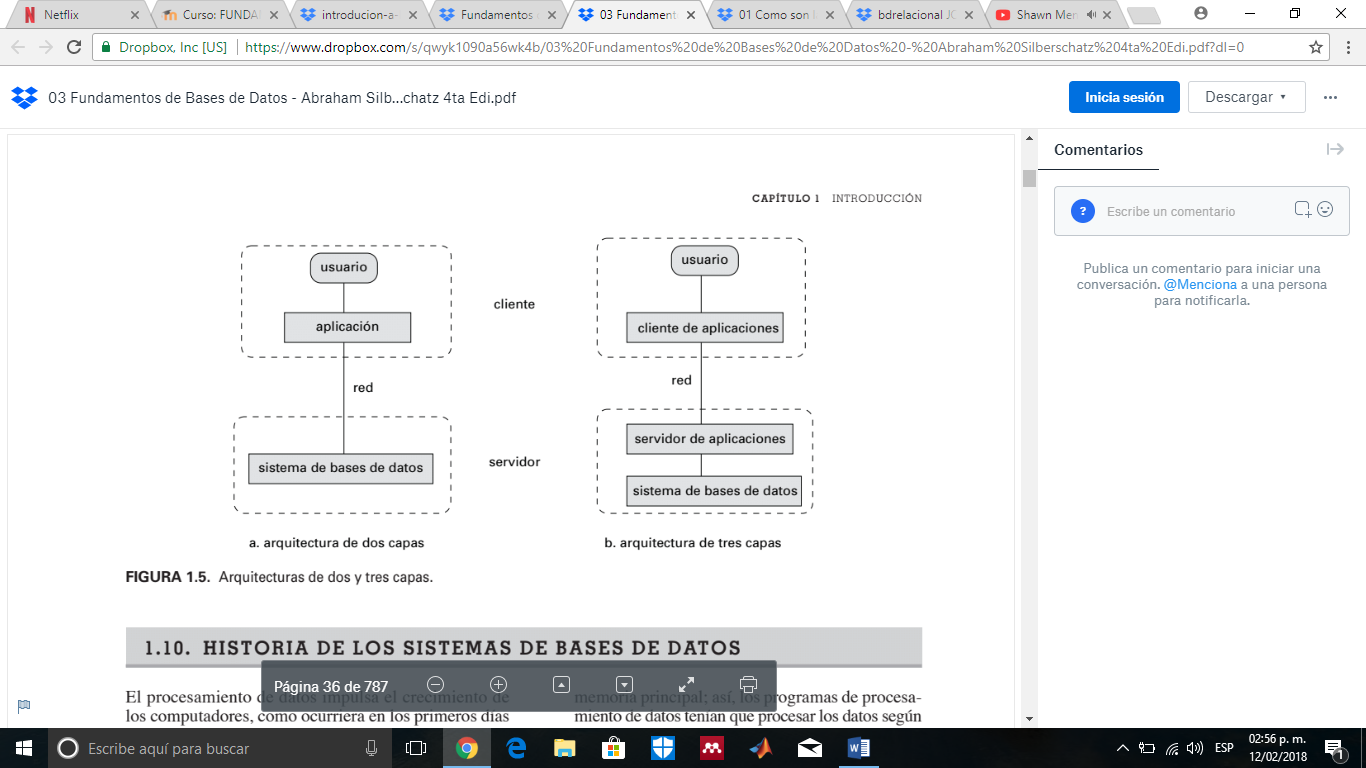 Netflix
Curso: FUNDA
introducion-a-
Fundamentos
03 Fundament
01 Como son
bdrelacional JO
Shawn Men
Dropbox, Inc [US]
https://www.dropbox.com/s/qwyk1090a56wk4b/03%20Fundamentos%20de%20Bases%20de%20Datos%20-%20Abraham%20Silberschatz%204ta%20Edi.pdf?dl=0
03 Fundamentos de Bases de Datos - Abraham Silb...chatz 4ta Edi.pdf
Inicia sesión
Descargar
Comentarios
?
Escribe un comentario
Publica un comentario para iniciar una
conversación. @Menciona a una persona
para notificarla.
CAPÍTULO 1 INTRODUCCIÓN
usuario
aplicación
red
sistema de bases de datos
a. arquitectura de dos capas
cliente
servidor
usuario
cliente de aplicaciones
red
servidor de aplicaciones
sistema de bases de datos
b. arquitectura de tres capas
FIGURA 1.5. Arquitecturas de dos y tres capas.
1.10. HISTORIA DE LOS SISTEMAS DE BASES DE DATOS
El procesamiento de datos impulsa el crecimiento de
los computadores, como ocurriera en los primeros días
memoria principal; así, los programas de procesa-
miento de datos tenían que procesar los datos según
Página 36 de 787
Escribe aquí para buscar
ESP
02:56 p. m.
12/02/2018
1